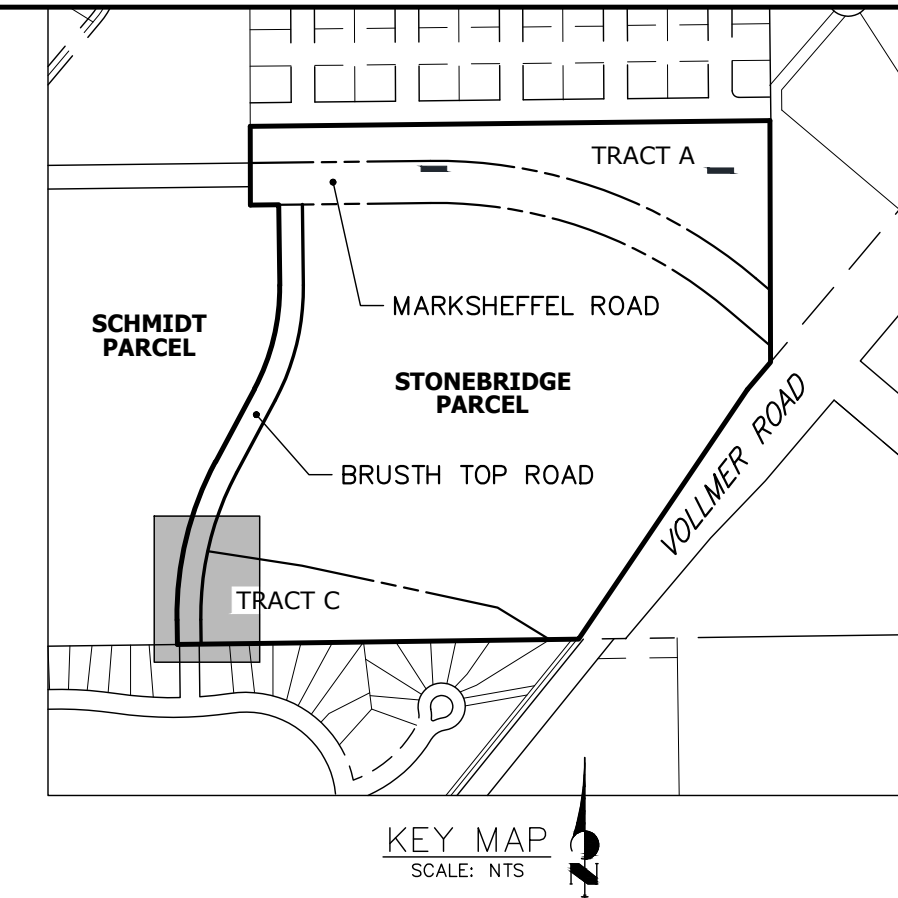 TRACT A
MARKSHEFFEL ROAD
SCHMIDT
PARCEL
STONEBRIDGE
PARCEL
VOLLMER ROAD
BRUSTH TOP ROAD
TRACT C
KEY MAP
SCALE: NTS
N